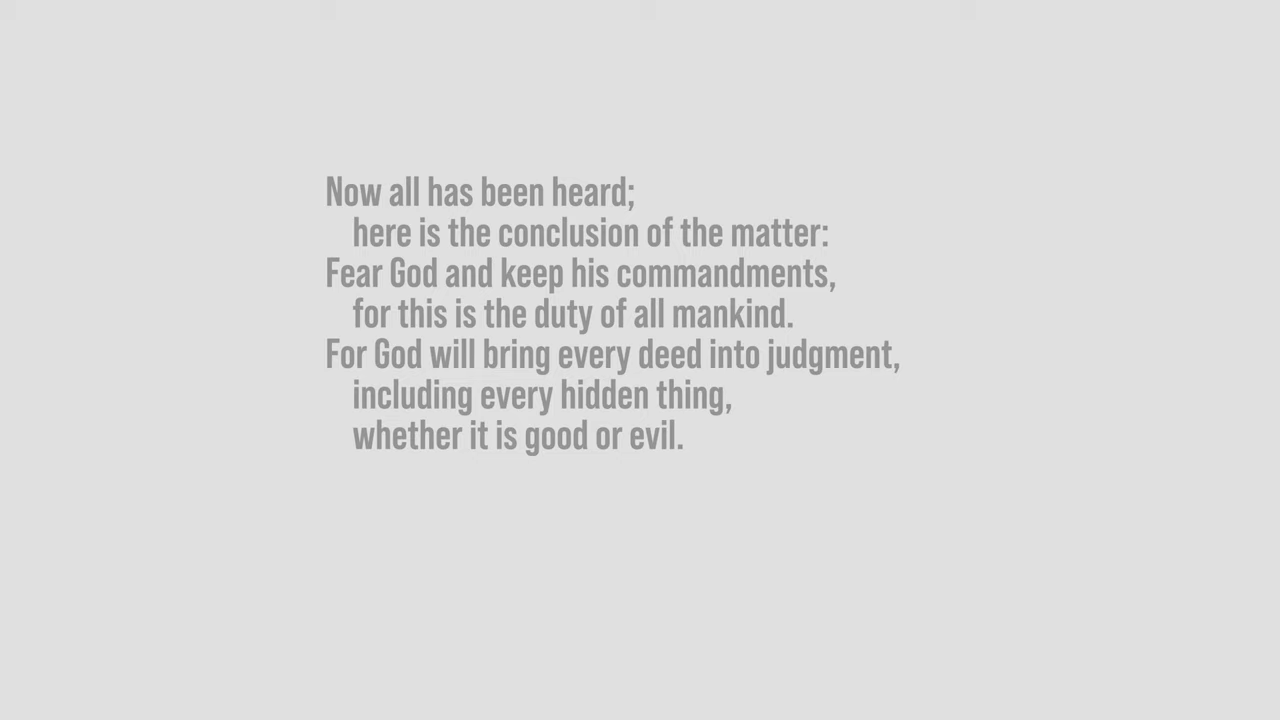 Now all has been heard;
here is the conclusion of the matter:
Fear God and keep his commandments,
for this is the duty of all mankind.
For God will bring every deed into judgment,
including every hidden thing,
whether it is good or evil.